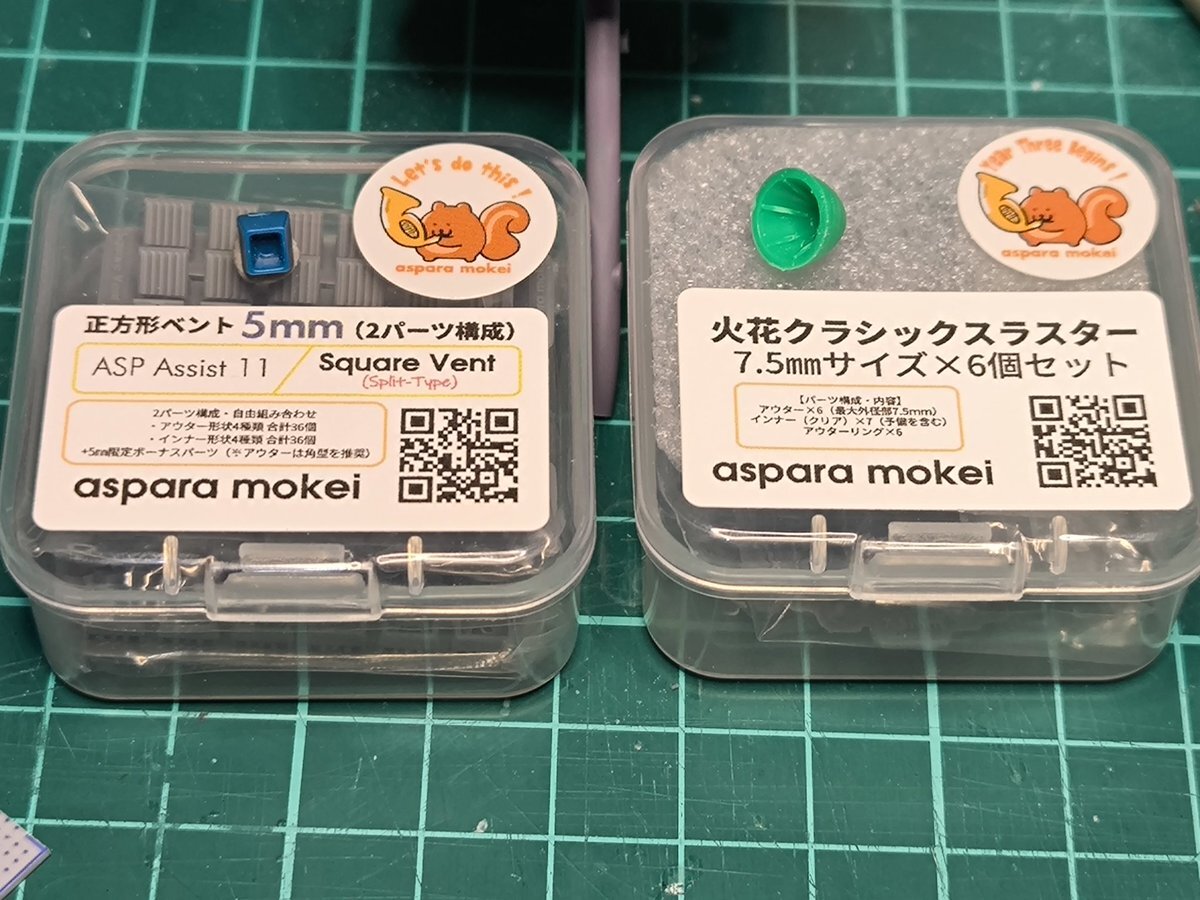 Let's do this!
aspara mokei
正方形ベント 5mm (2パーツ構成)
ASP Assist 11
Square Vent
(Split-Type)
2パーツ構成・自由組み合わせ
・アウター形状4種類 合計36個
・インナー形状4種類 合計36個
+5mm限定ボーナスパーツ（※アウターは角型を推奨）
aspara mokei
Year Three Begins!
aspara mokei
火花クラシックスラスター
7.5mmサイズ×6個セット
【パーツ構成・内容】
アウター×6（最大外径部7.5mm）
インナー（クリア）×7（予備を含む）
アウターリング×6
aspara mokei